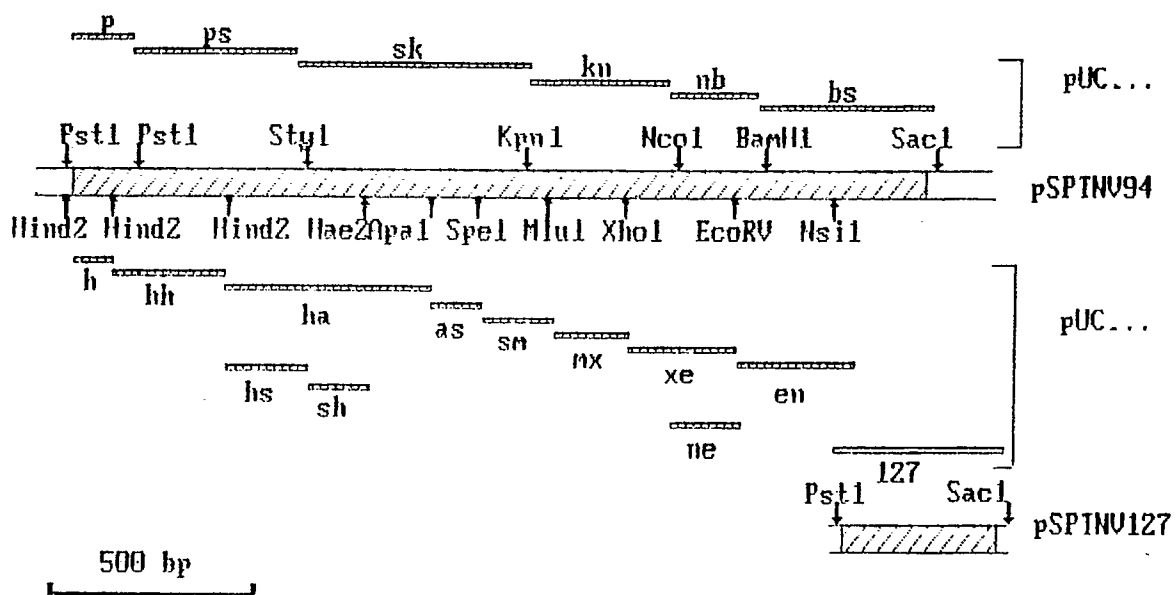 p
ps
sk
kn
nb
bs
pUC...
Pst1 Pst1 Sty1 Kpn1 Nco1 BamH1 Sac1
pSPTNV94
Hind2 Hind2 Hind2 Hae2 Apa1 Spe1 Mlu1 Xho1 EcoRV Nsi1
h
hh
ha
as
sm
mx
xe
en
pUC...
hs
sh
ne
127
Pst1 Sac1
pSPTNV127
500 bp